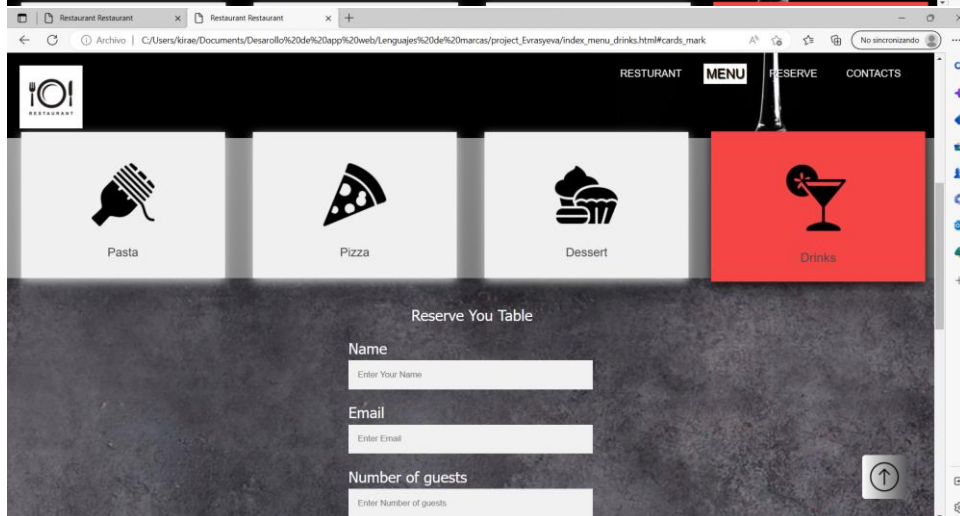 Restaurant Restaurant
Restaurant Restaurant
Archivo | C:/Users/kirae/Documents/Desarollo%20de%20app%20web/Lenguajes%20de%20marcas/project_Evrasyeva/index_menu_drinks.html#cards_mark
No sincronizando
RESTAURANT
RESTURANT MENU RESERVE CONTACTS
Pasta Pizza Dessert Drinks
Reserve You Table
Name
Enter Your Name
Email
Enter Email
Number of guests
Enter Number of guests